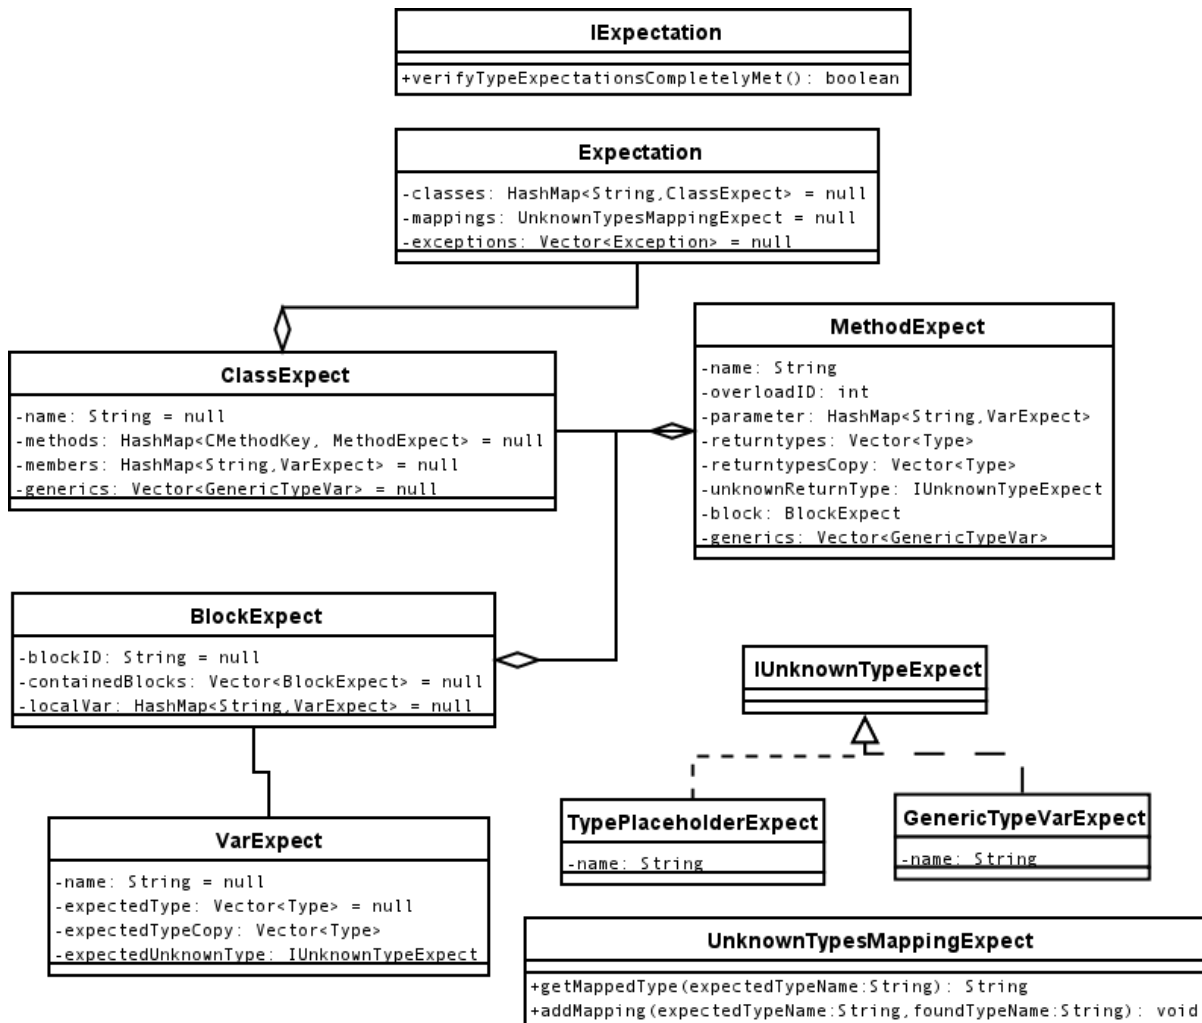 IExpectation
+verifyTypeExpectationsCompletelyMet(): boolean
Expectation
-classes: HashMap<String,ClassExpect> = null
-mappings: UnknownTypesMappingExpect = null
-exceptions: Vector<Exception> = null
MethodExpect
-name: String
-overloadID: int
-parameter: HashMap<String,VarExpect>
-returntypes: Vector<Type>
-returntypesCopy: Vector<Type>
-unknownReturnType: IUnknownTypeExpect
-block: BlockExpect
-generics: Vector<GenericTypeVar>
ClassExpect
-name: String = null
-methods: HashMap<CMethodKey, MethodExpect> = null
-members: HashMap<String,VarExpect> = null
-generics: Vector<GenericTypeVar> = null
BlockExpect
-blockID: String = null
-containedBlocks: Vector<BlockExpect> = null
-localVar: HashMap<String,VarExpect> = null
IUnknownTypeExpect
TypePlaceholderExpect
-name: String
GenericTypeVarExpect
-name: String
VarExpect
-name: String = null
-expectedType: Vector<Type> = null
-expectedTypeCopy: Vector<Type>
-expectedUnknownType: IUnknownTypeExpect
UnknownTypesMappingExpect
+getMappedType(expectedTypeName:String): String
+addMapping(expectedTypeName:String,foundTypeName:String): void